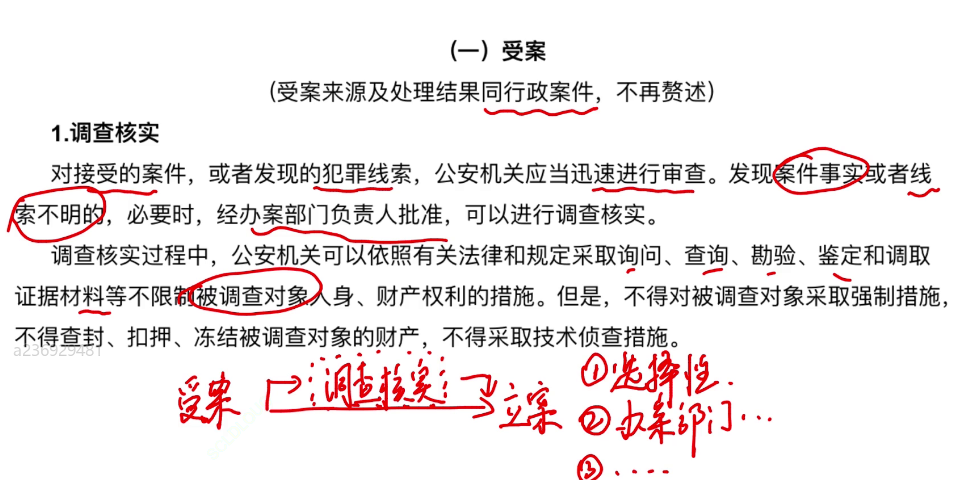 （一）受案
（受案来源及处理结果同行政案件，不再赘述）
1.调查核实
对接受的案件，或者发现的犯罪线索，公安机关应当迅速进行审查。发现案件事实或者线
索不明的，必要时，经办案部门负责人批准，可以进行调查核实。
调查核实过程中，公安机关可以依照有关法律和规定采取询问、查询、勘验、鉴定和调取
证据材料等不限制被调查对象人身、财产权利的措施。但是，不得对被调查对象采取强制措施，
不得查封、扣押、冻结被调查对象的财产，不得采取技术侦查措施。
a236929481
受案 调查核实 立案
①选择性.
②办案部门...
③....